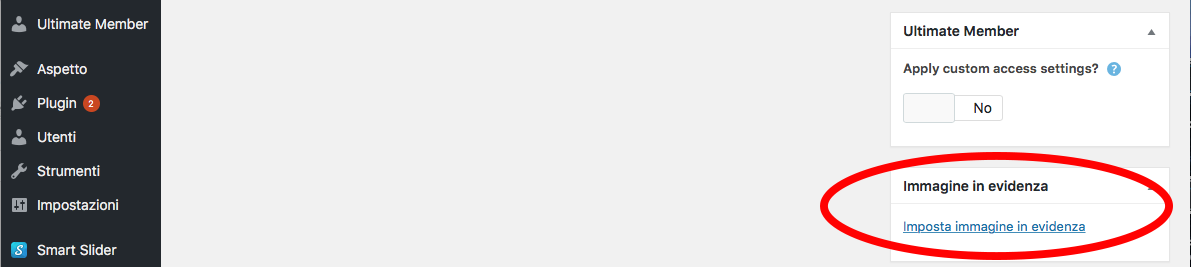 Ultimate Member
Aspetto
Plugin 2
Utenti
Strumenti
Impostazioni
Smart Slider
Ultimate Member
Apply custom access settings? ?
No
Immagine in evidenza
Imposta immagine in evidenza